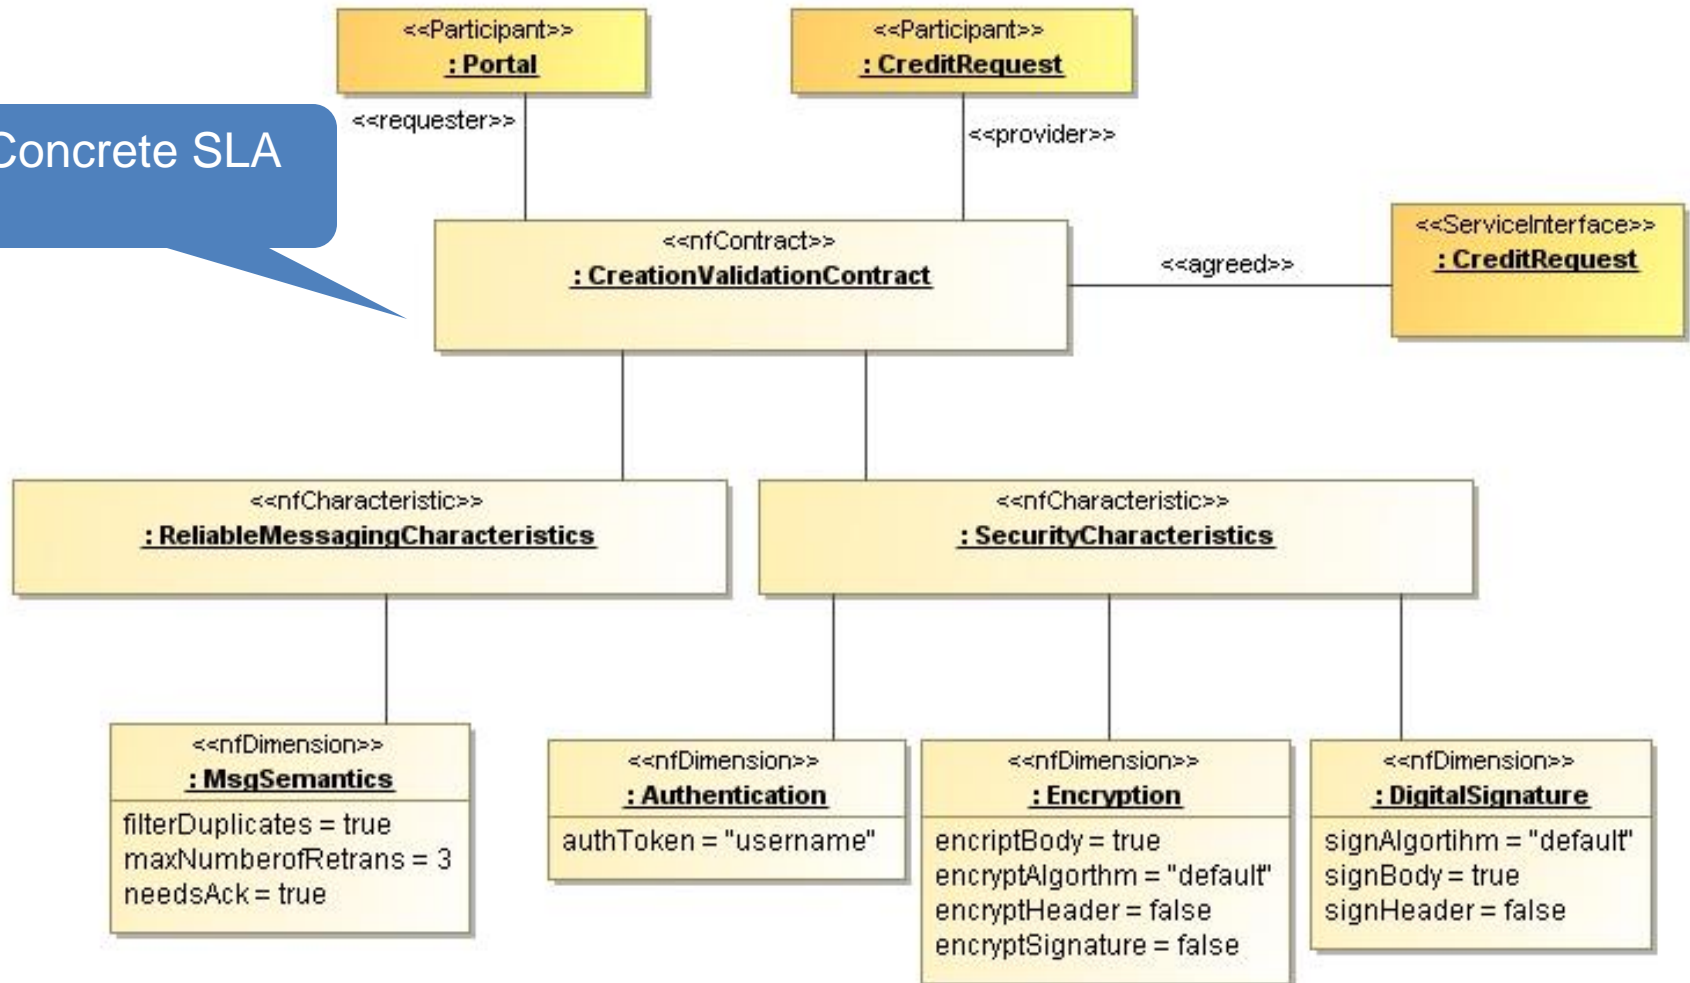 <<Participant>>
: Portal
<<Participant>>
: CreditRequest
Concrete SLA
<<requester>>
<<provider>>
<<nfContract>>
: CreationValidationContract
<<agreed>>
<<ServiceInterface>>
: CreditRequest
<<nfCharacteristic>>
: ReliableMessagingCharacteristics
<<nfCharacteristic>>
: SecurityCharacteristics
<<nfDimension>>
: MsgSemantics
filterDuplicates = true
maxNumberofRetrans = 3
needsAck = true
<<nfDimension>>
: Authentication
authToken = "username"
<<nfDimension>>
: Encryption
encriptBody = true
encryptAlgorthm = "default"
encryptHeader = false
encryptSignature = false
<<nfDimension>>
: DigitalSignature
signAlgortihm = "default"
signBody = true
signHeader = false